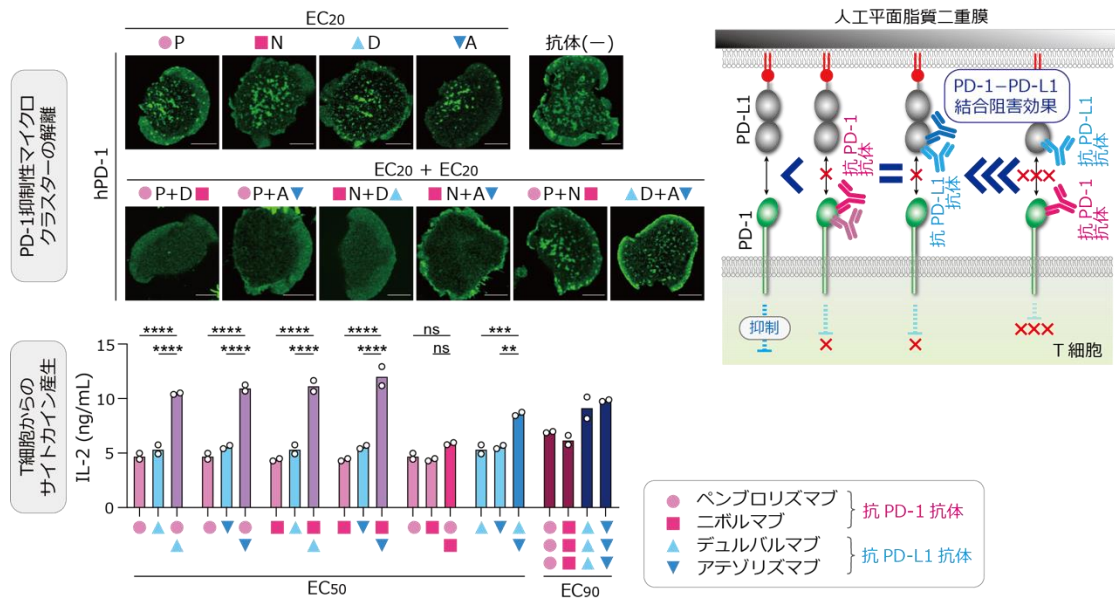 PD-1抑制性マイクロ
クラスターの解離
hPD-1
EC20
P
N
D
A
抗体(ー)
EC20 + EC20
P+D
P+A
N+D
N+A
P+N
D+A
T細胞からの
サイトカイン産生
IL-2 (ng/mL)
15
10
5
0
****
****
****
****
****
****
****
****
ns
ns
***
**
EC50
EC90
人工平面脂質二重膜
PD-L1
PD-1
抗 PD-1
抗体
抗 PD-L1
抗体
PD-1−PD-L1
結合阻害効果
抗 PD-L1
抗体
抗 PD-1
抗体
抑制
T 細胞
ペンブロリズマブ
ニボルマブ
抗 PD-1 抗体
デュルバルマブ
アテゾリズマブ
抗 PD-L1 抗体